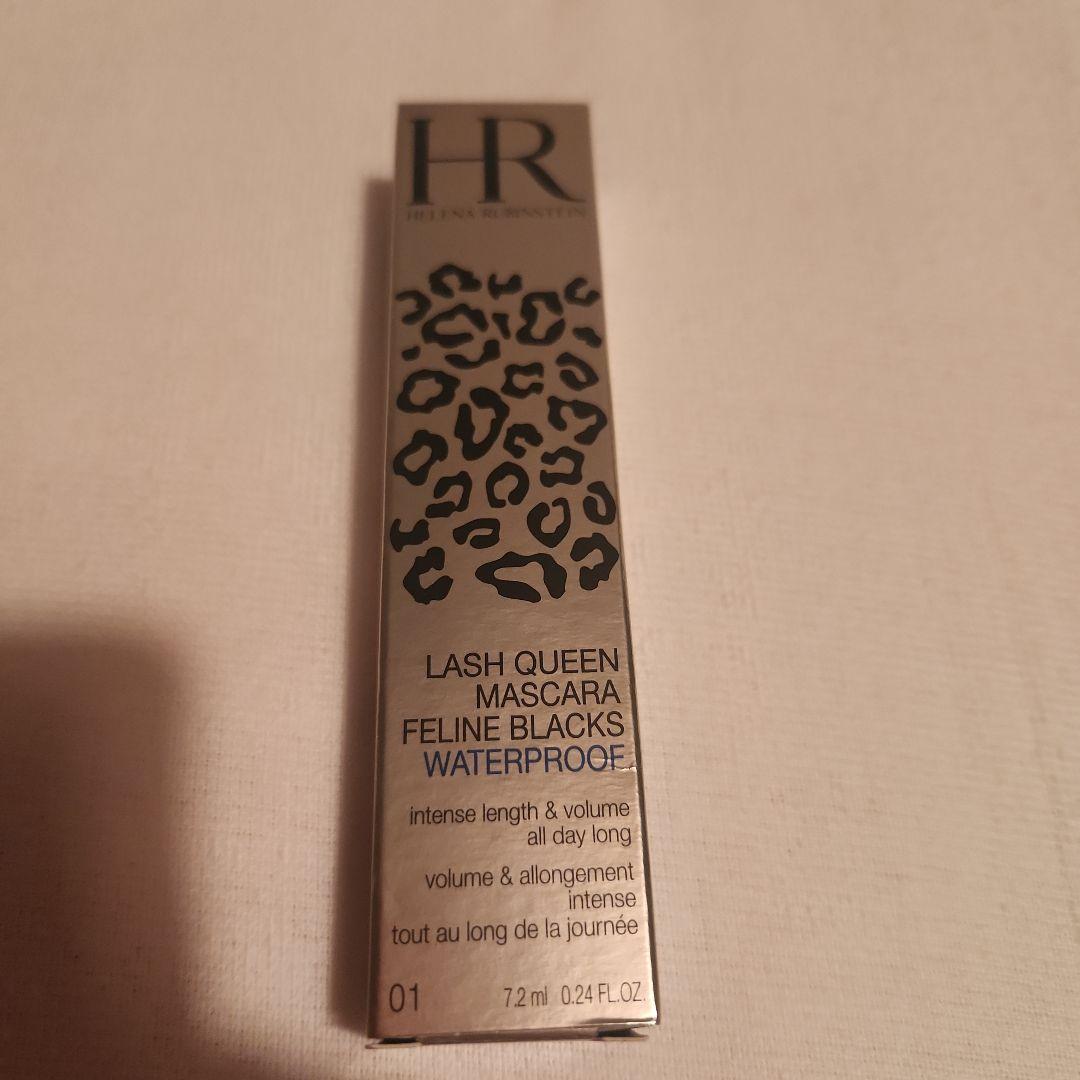 HR
HELENA RUBINSTEIN
LASH QUEEN
MASCARA
FELINE BLACKS
WATERPROOF
intense length & volume
all day long
volume & allongement
intense
tout au long de la journée
01 7.2 ml 0.24 FL.OZ.